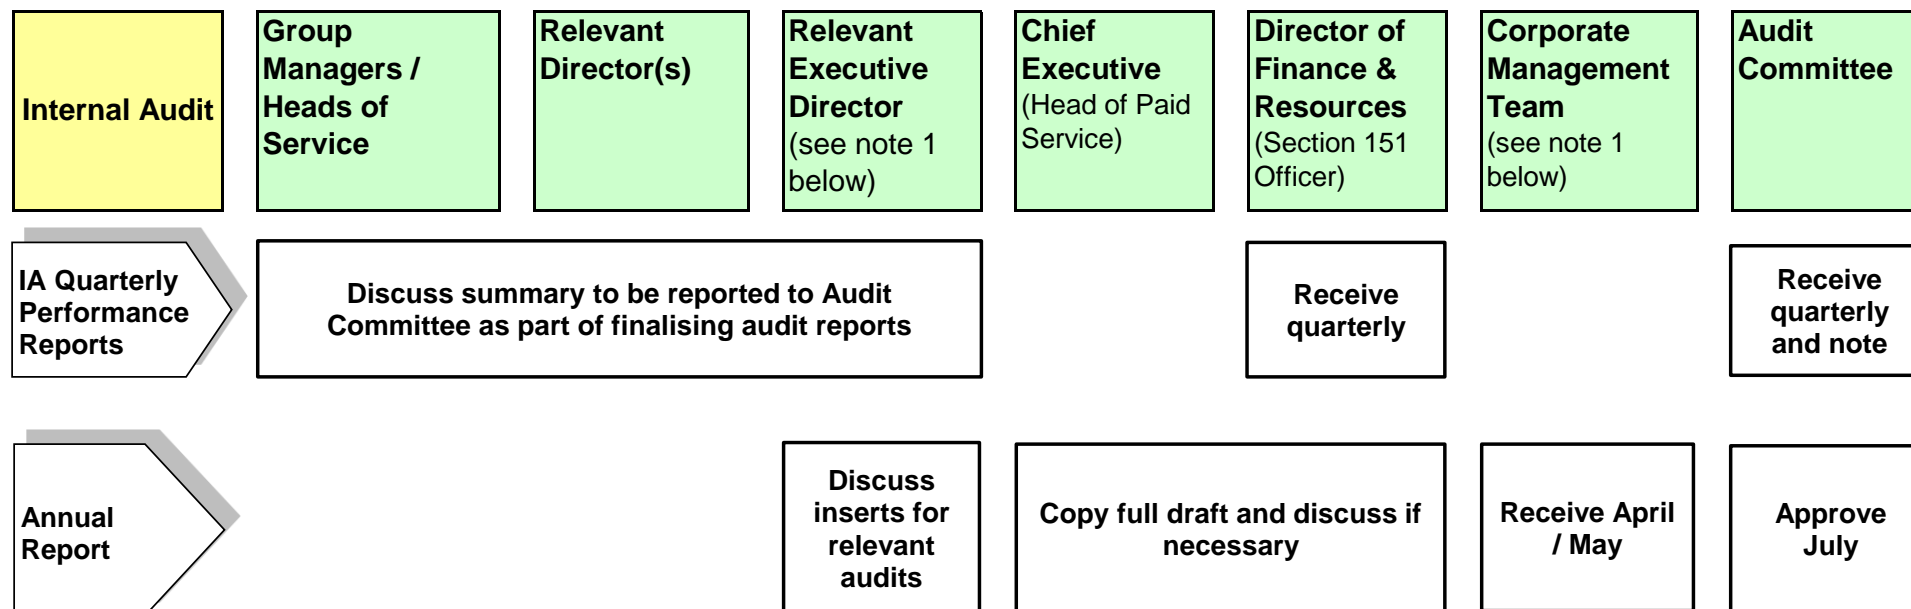 Internal Audit
Group
Managers /
Heads of
Service
Relevant
Director(s)
Relevant
Executive
Director
(see note 1
below)
Chief
Executive
(Head of Paid
Service)
Director of
Finance &
Resources
(Section 151
Officer)
Corporate
Management
Team
(see note 1
below)
Audit
Committee
IA Quarterly
Performance
Reports
Discuss summary to be reported to Audit
Committee as part of finalising audit reports
Receive
quarterly
Receive
quarterly
and note
Annual
Report
Discuss
inserts for
relevant
audits
Copy full draft and discuss if
necessary
Receive April
/ May
Approve
July